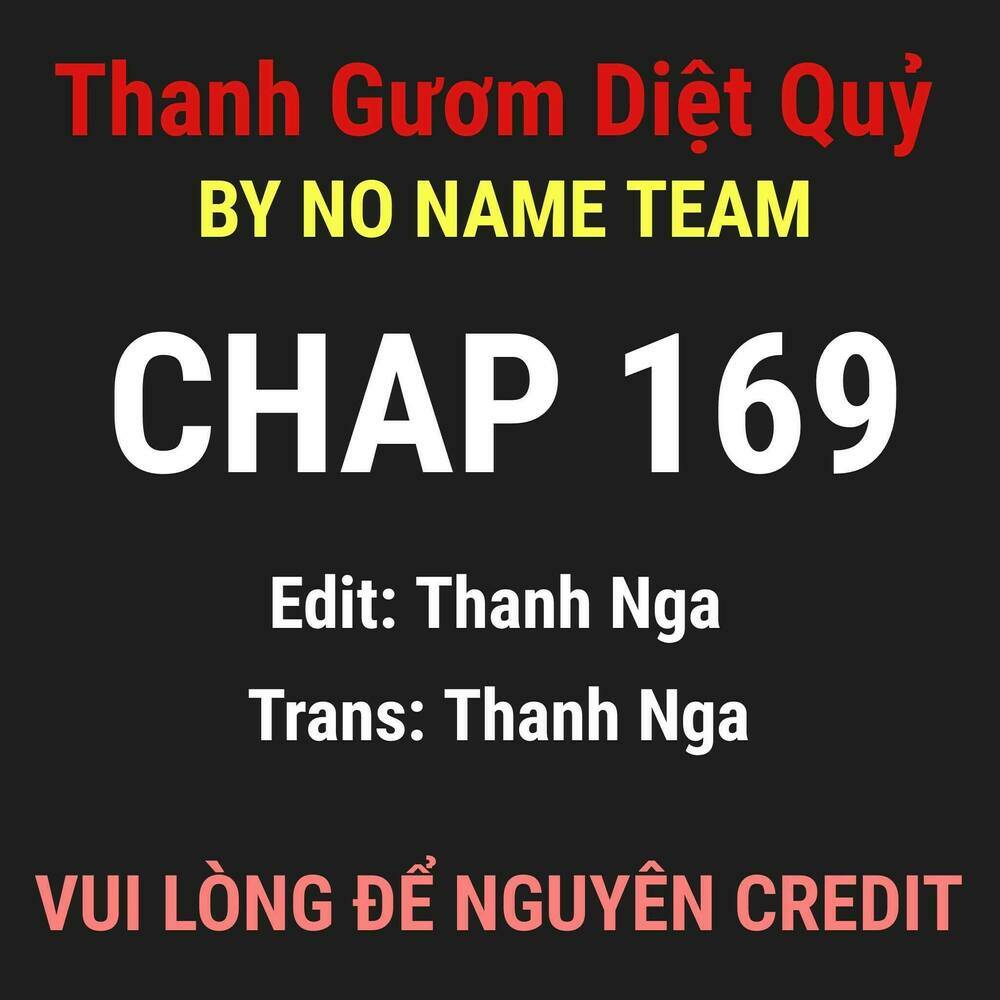 Thanh Gươm Diệt Quỷ
BY NO NAME TEAM
CHAP 169
Edit: Thanh Nga
Trans: Thanh Nga
VUI LÒNG ĐỂ NGUYÊN CREDIT